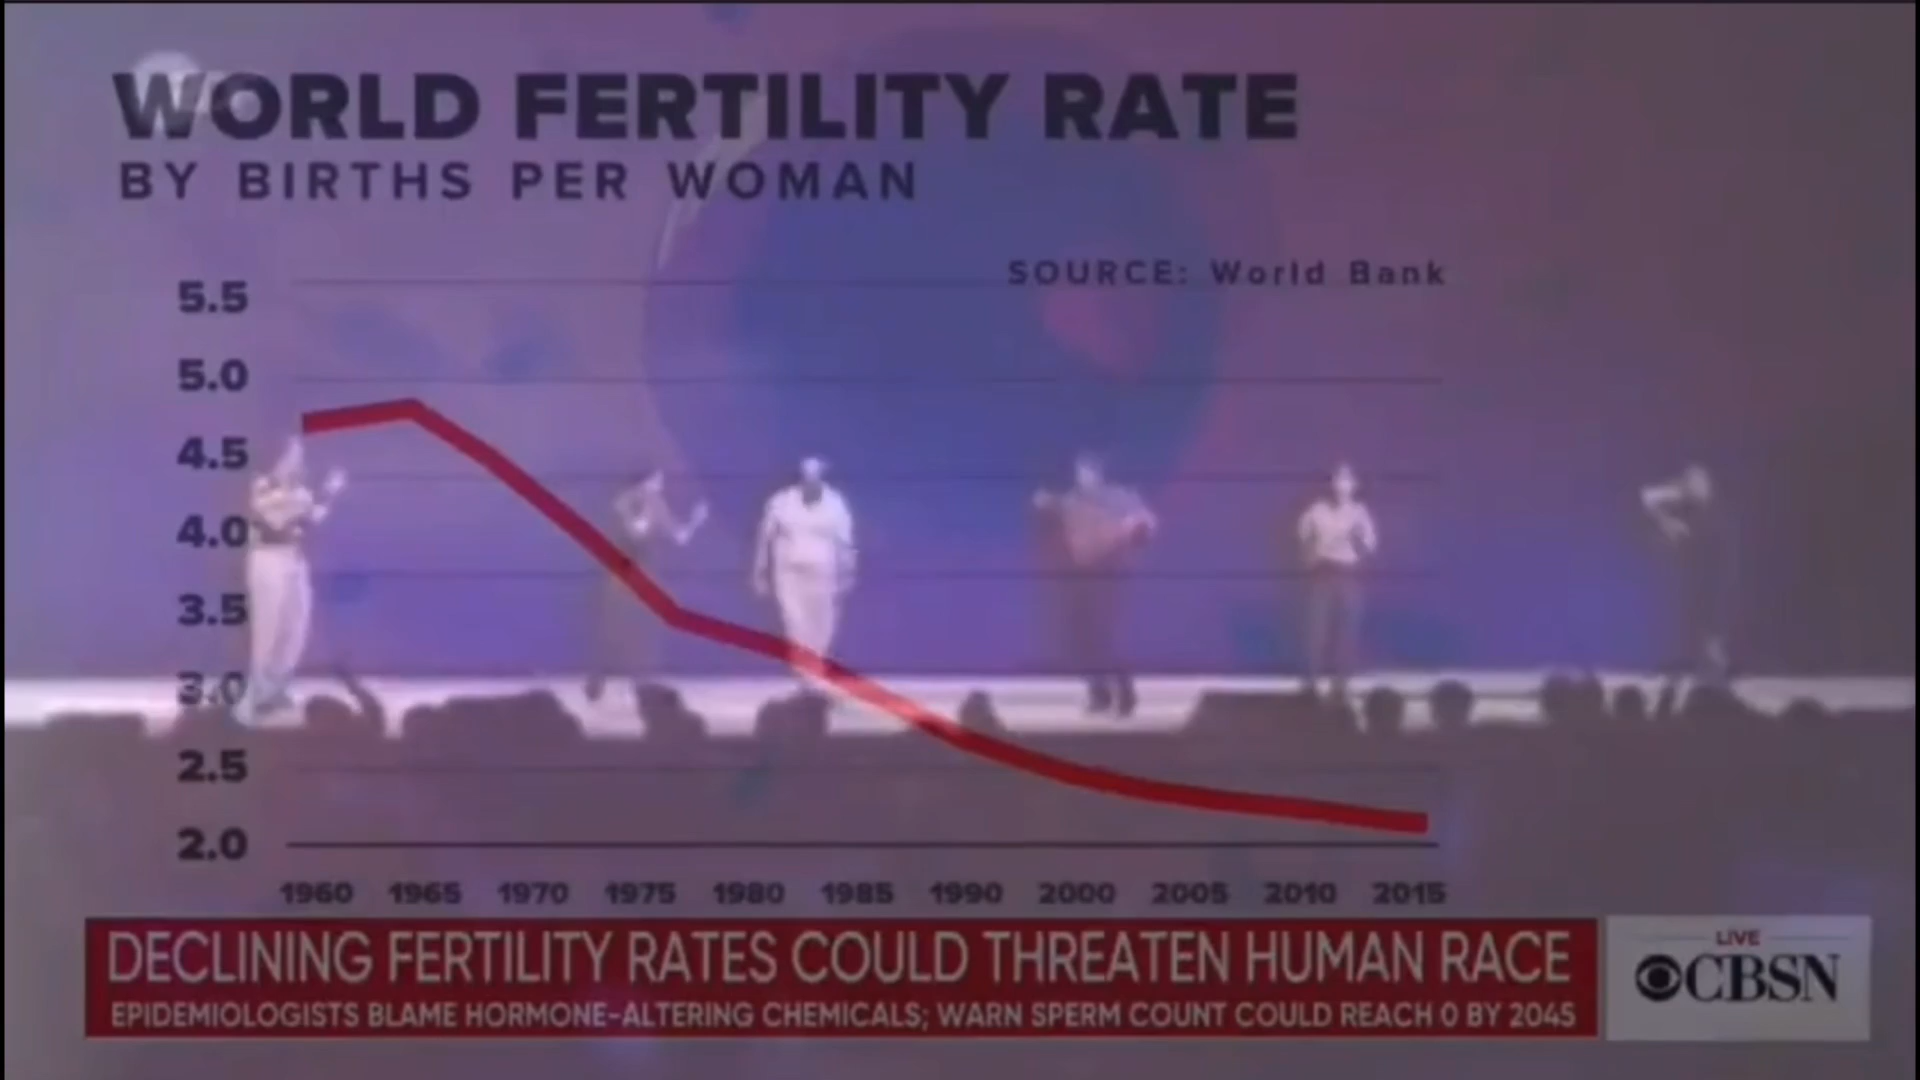 WORLD FERTILITY RATE
BY BIRTHS PER WOMAN
SOURCE: World Bank
5.5
5.0
4.5
4.0
3.5
3.0
2.5
2.0
1960 1965 1970 1975 1980 1985 1990 2000 2005 2010 2015
DECLINING FERTILITY RATES COULD THREATEN HUMAN RACE
EPIDEMIOLOGISTS BLAME HORMONE-ALTERING CHEMICALS; WARN SPERM COUNT COULD REACH 0 BY 2045
LIVE
CBSN